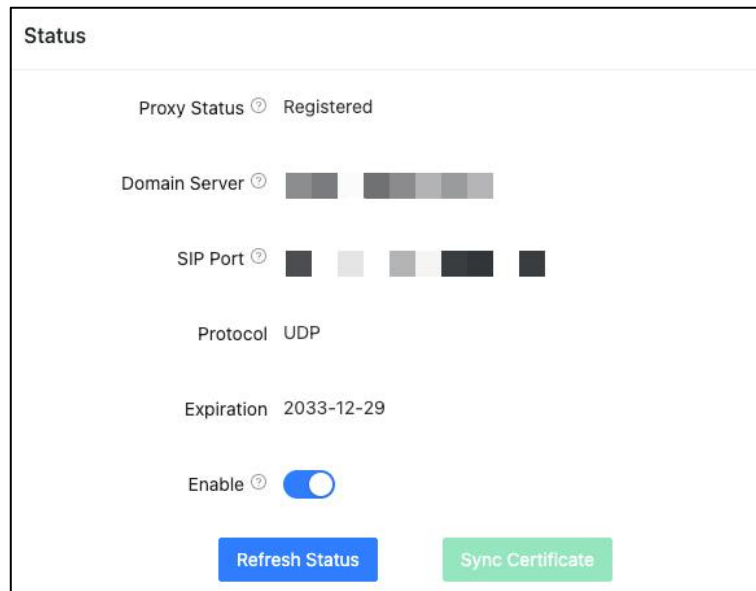 Status
Proxy Status Registered
Domain Server
SIP Port
Protocol UDP
Expiration 2033-12-29
Enable
Refresh Status Sync Certificate